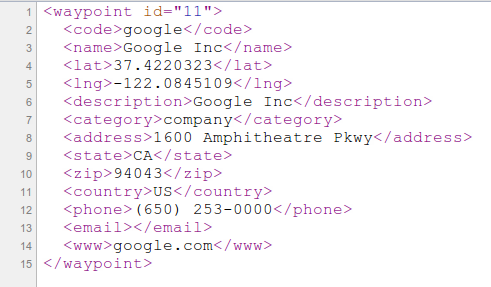 1 <waypoint id="11">
2   <code>google</code>
3   <name>Google Inc</name>
4   <lat>37.4220323</lat>
5   <lng>-122.0845109</lng>
6   <description>Google Inc</description>
7   <category>company</category>
8   <address>1600 Amphitheatre Pkwy</address>
9   <state>CA</state>
10   <zip>94043</zip>
11   <country>US</country>
12   <phone>(650) 253-0000</phone>
13   <email></email>
14   <www>google.com</www>
15 </waypoint>